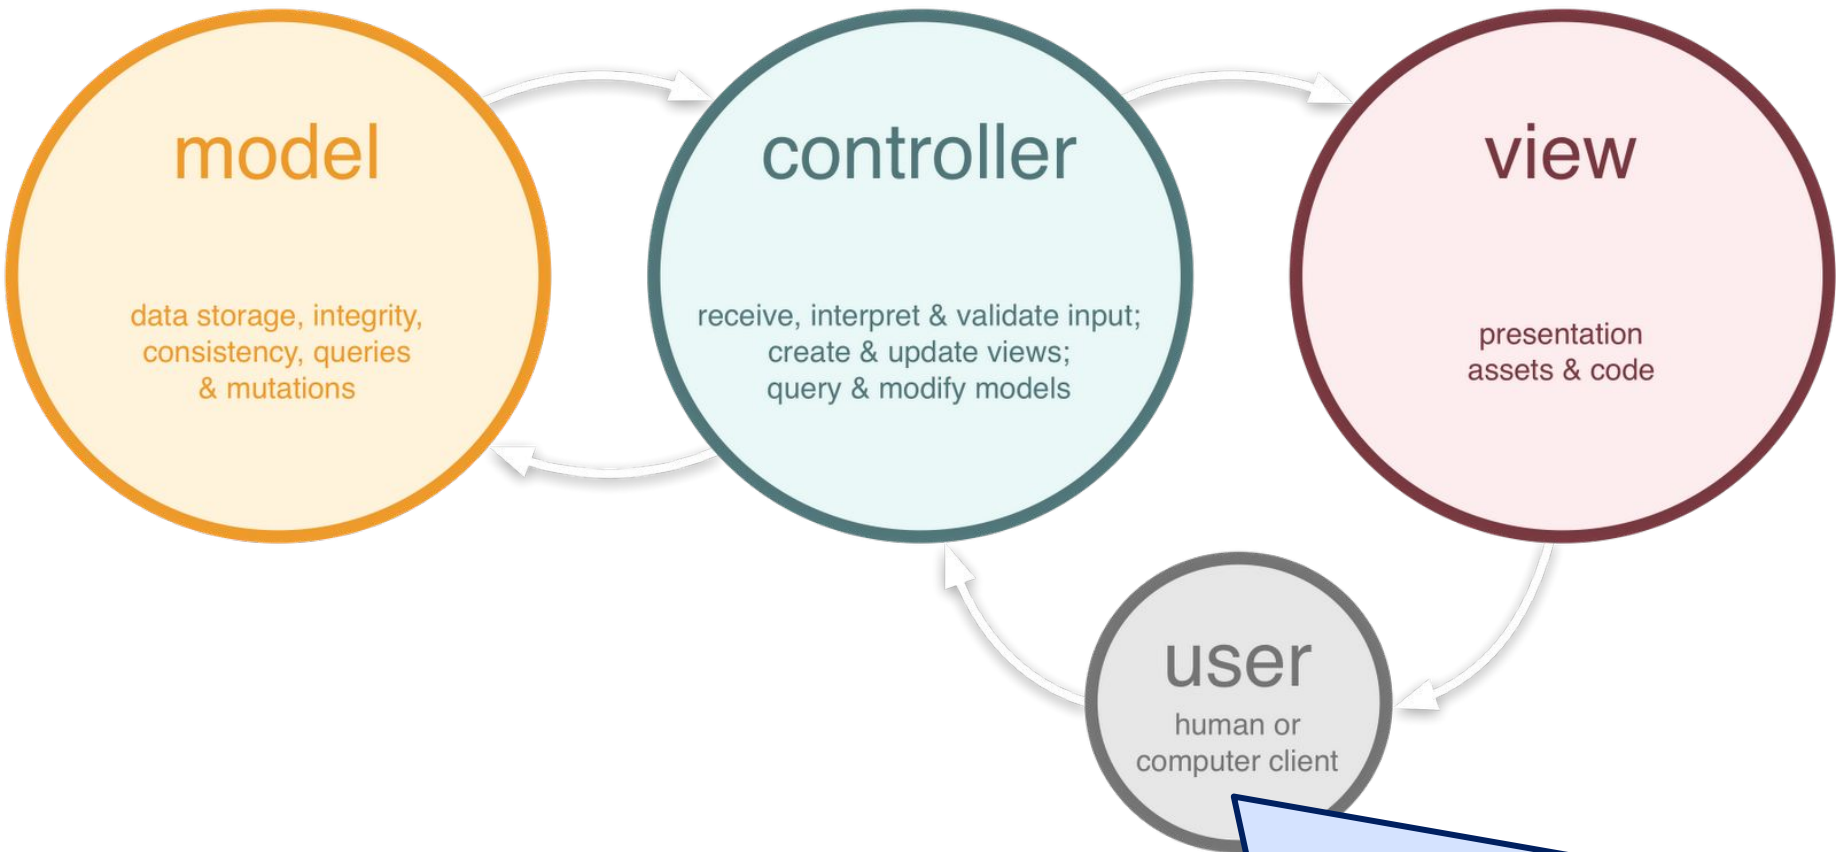 model
data storage, integrity,
consistency, queries
& mutations
controller
receive, interpret & validate input;
create & update views;
query & modify models
view
presentation
assets & code
user
human or
computer client